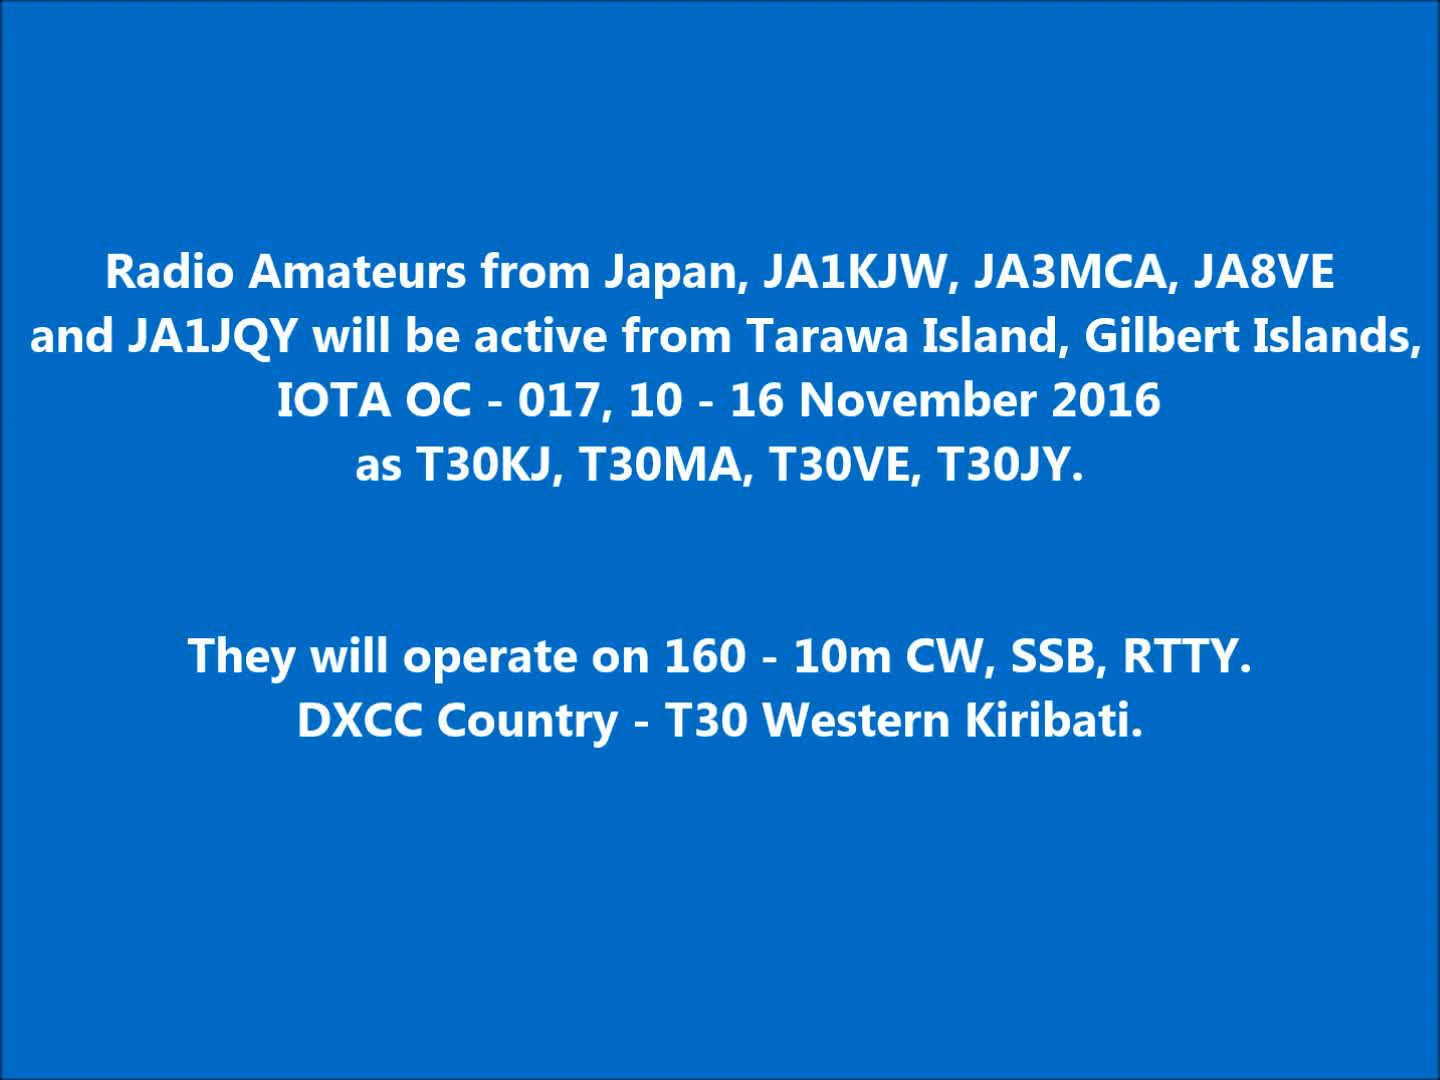 Radio Amateurs from Japan, JA1KJW, JA3MCA, JA8VE
and JA1JQY will be active from Tarawa Island, Gilbert Islands,
IOTA OC - 017, 10 - 16 November 2016
as T30KJ, T30MA, T30VE, T30JY.
They will operate on 160 - 10m CW, SSB, RTTY.
DXCC Country - T30 Western Kiribati.